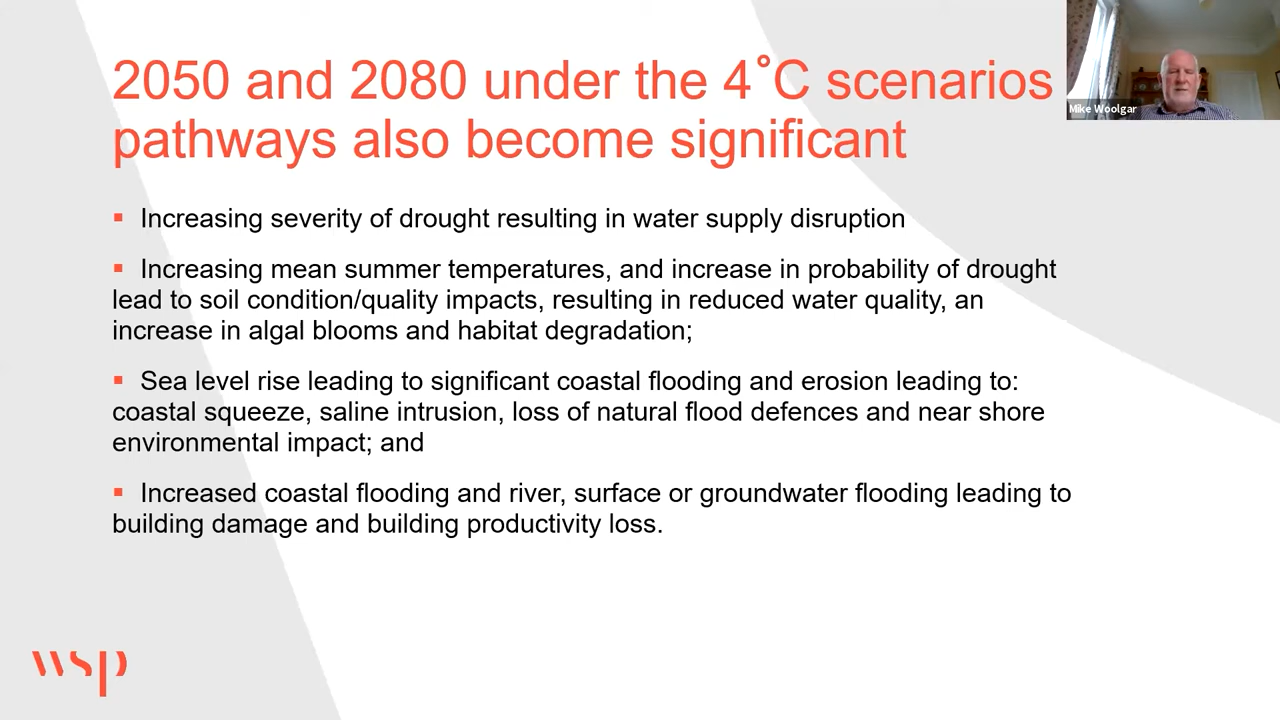 2050 and 2080 under the 4˚C scenarios
pathways also become significant
Mike Woolgar
▪ Increasing severity of drought resulting in water supply disruption
▪ Increasing mean summer temperatures, and increase in probability of drought
lead to soil condition/quality impacts, resulting in reduced water quality, an
increase in algal blooms and habitat degradation;
▪ Sea level rise leading to significant coastal flooding and erosion leading to:
coastal squeeze, saline intrusion, loss of natural flood defences and near shore
environmental impact; and
▪ Increased coastal flooding and river, surface or groundwater flooding leading to
building damage and building productivity loss.
wsp